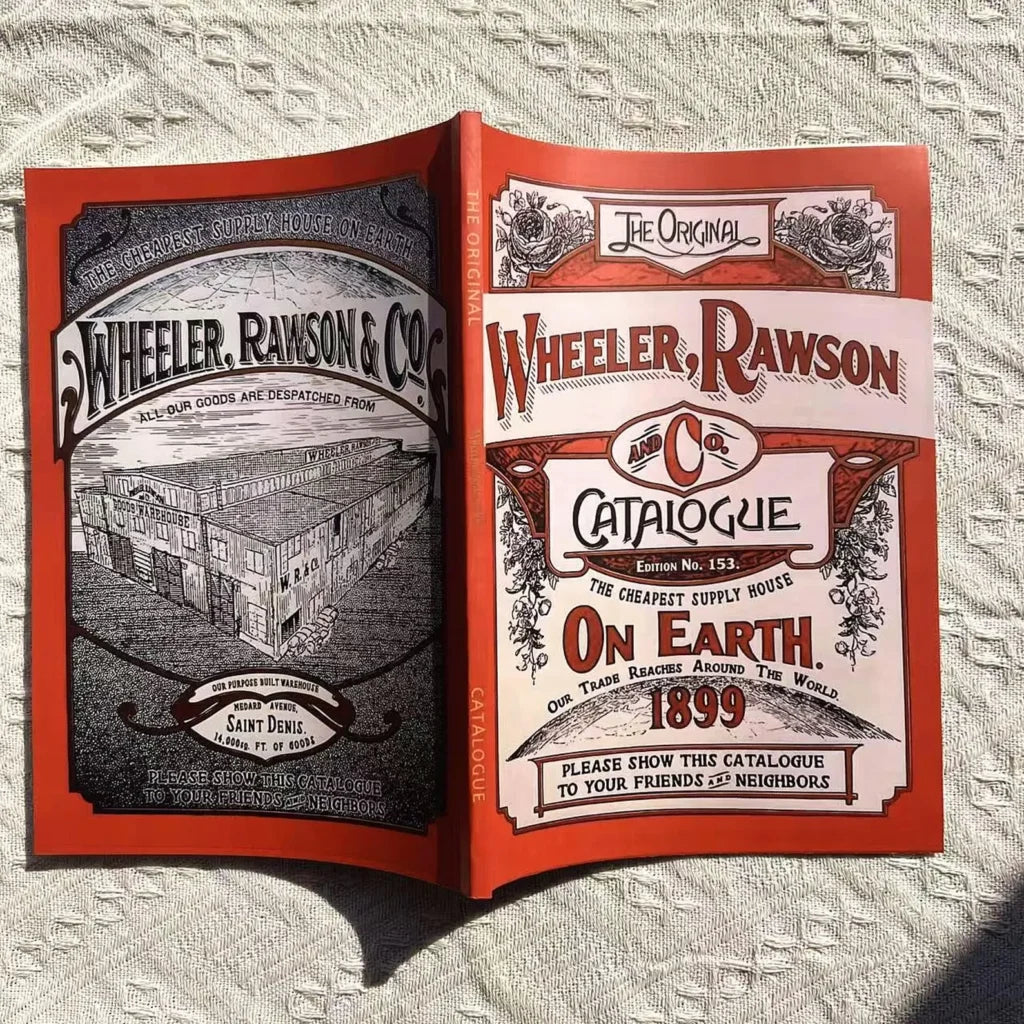 THE CHEAPEST SUPPLY HOUSE ON EARTH
WHEELER, RAWSON & CO.
ALL OUR GOODS ARE DESPATCHED FROM
WHEELER RAWSON
GOODS WAREHOUSE
W.R.&CO.
OUR PURPOSE BUILT WAREHOUSE
MEDARD AVENUE,
SAINT DENIS.
14,000sq. FT. OF GOODS
PLEASE SHOW THIS CATALOGUE
TO YOUR FRIENDS AND NEIGHBORS
THE ORIGINAL
CATALOGUE
THE ORIGINAL
WHEELER, RAWSON
AND CO.
CATALOGUE
EDITION No. 153.
THE CHEAPEST SUPPLY HOUSE
ON EARTH.
OUR TRADE REACHES AROUND THE WORLD.
1899
PLEASE SHOW THIS CATALOGUE
TO YOUR FRIENDS AND NEIGHBORS